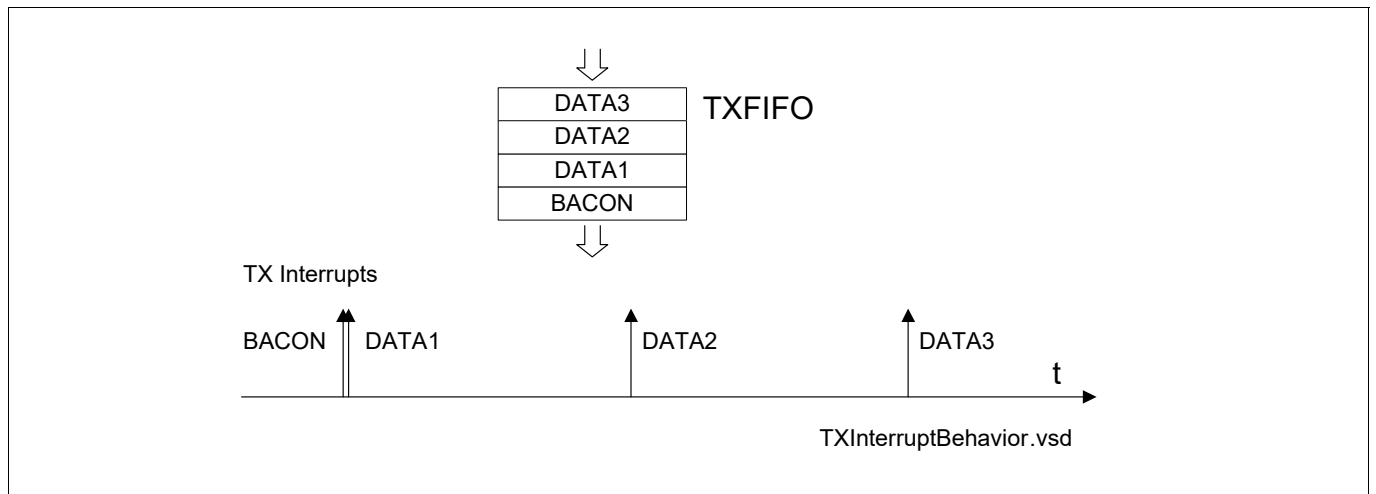 DATA3
TXFIFO
DATA2
DATA1
BACON
TX Interrupts
BACON DATA1 DATA2 DATA3
t
TXInterruptBehavior.vsd